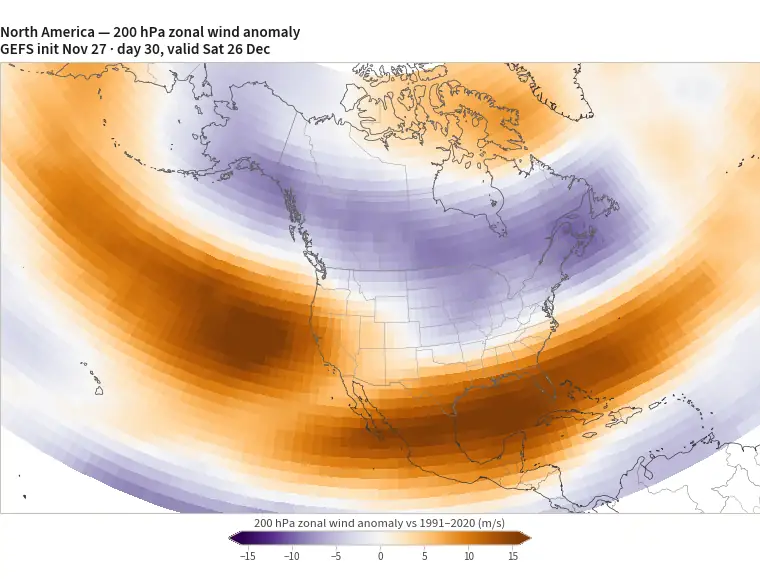 North America — 200 hPa zonal wind anomaly
GEFS init Nov 27 · day 30, valid Sat 26 Dec
200 hPa zonal wind anomaly vs 1991–2020 (m/s)
−15 −10 −5 0 5 10 15